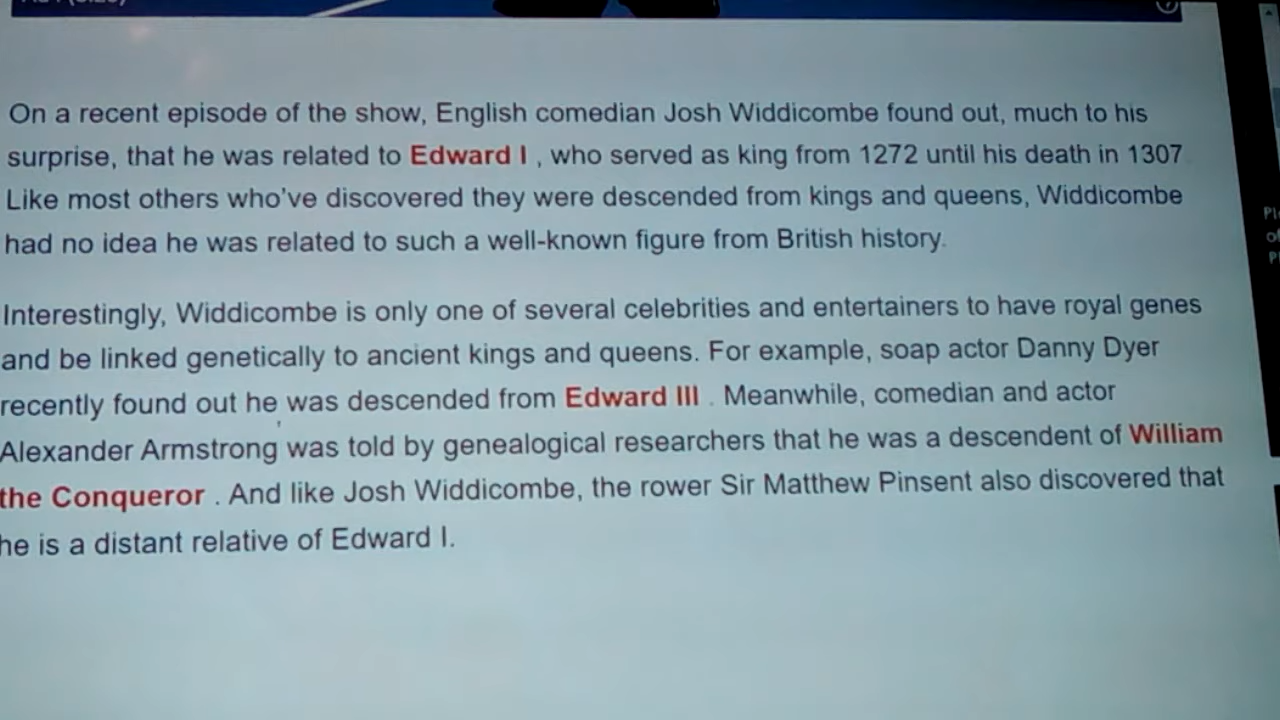 On a recent episode of the show, English comedian Josh Widdicombe found out, much to his
surprise, that he was related to Edward I , who served as king from 1272 until his death in 1307
Like most others who've discovered they were descended from kings and queens, Widdicombe
had no idea he was related to such a well-known figure from British history.
Interestingly, Widdicombe is only one of several celebrities and entertainers to have royal genes
and be linked genetically to ancient kings and queens. For example, soap actor Danny Dyer
recently found out he was descended from Edward III . Meanwhile, comedian and actor
Alexander Armstrong was told by genealogical researchers that he was a descendent of William
the Conqueror . And like Josh Widdicombe, the rower Sir Matthew Pinsent also discovered that
he is a distant relative of Edward I.